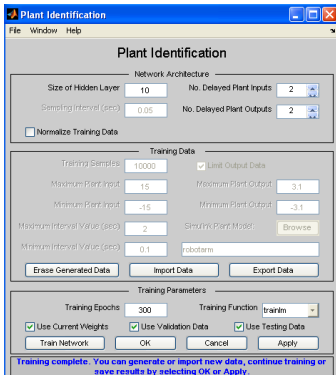 Plant Identification
File Window Help
Plant Identification
Network Architecture
Size of Hidden Layer 10 No. Delayed Plant Inputs 2
Sampling Interval (sec) 0.05 No. Delayed Plant Outputs 2
Normalize Training Data
Training Data
Training Samples 10000 Limit Output Data
Maximum Plant Input 15 Maximum Plant Output 3.1
Minimum Plant Input -15 Minimum Plant Output -3.1
Maximum Interval Value (sec) 2 Simulink Plant Model: Browse
Minimum Interval Value (sec) 0.1 robotarm
Erase Generated Data Import Data Export Data
Training Parameters
Training Epochs 300 Training Function trainlm
Use Current Weights Use Validation Data Use Testing Data
Train Network OK Cancel Apply
Training complete. You can generate or import new data, continue training or
save results by selecting OK or Apply.